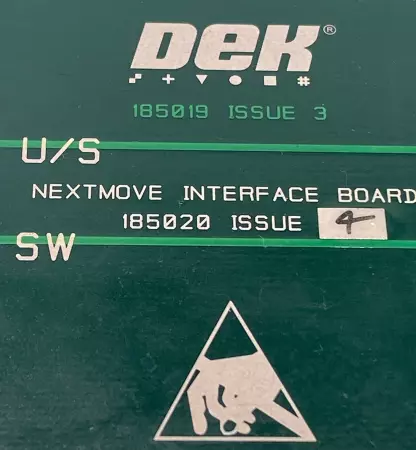 DEK®
185019 ISSUE 3
U/S
NEXTMOVE INTERFACE BOARD
185020 ISSUE 4
SW